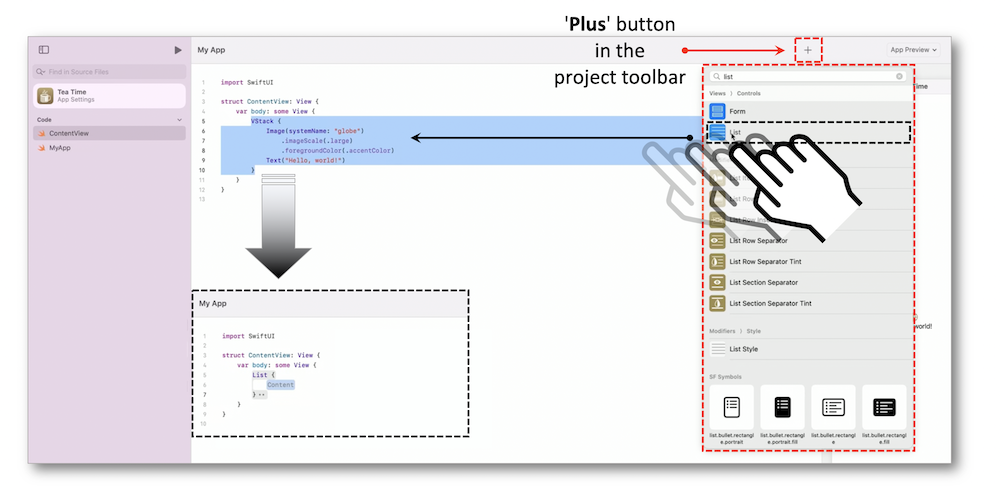 'Plus' button
in the
project toolbar
My App
App Preview
Find in Source Files
Tea Time
App Settings
Code
ContentView
MyApp
1 import SwiftUI
2
3 struct ContentView: View {
4 var body: some View {
5 VStack {
6 Image(systemName: "globe")
7 .imageScale(.large)
8 .foregroundColor(.accentColor)
9 Text("Hello, world!")
10 }
11 }
12 }
13
list
Views 〉 Controls
Form
List
List Row
List Row Separator
List Row Separator Tint
List Section Separator
List Section Separator Tint
Modifiers 〉 Style
List Style
SF Symbols
list.bullet.rectangle.portrait
list.bullet.rectangle.portrait.fill
list.bullet.rectangle
list.bullet.rectangle.fill
ime
world!
My App
1 import SwiftUI
2
3 struct ContentView: View {
4 var body: some View {
5 List {
6 Content
7 }
8 }
9 }
10